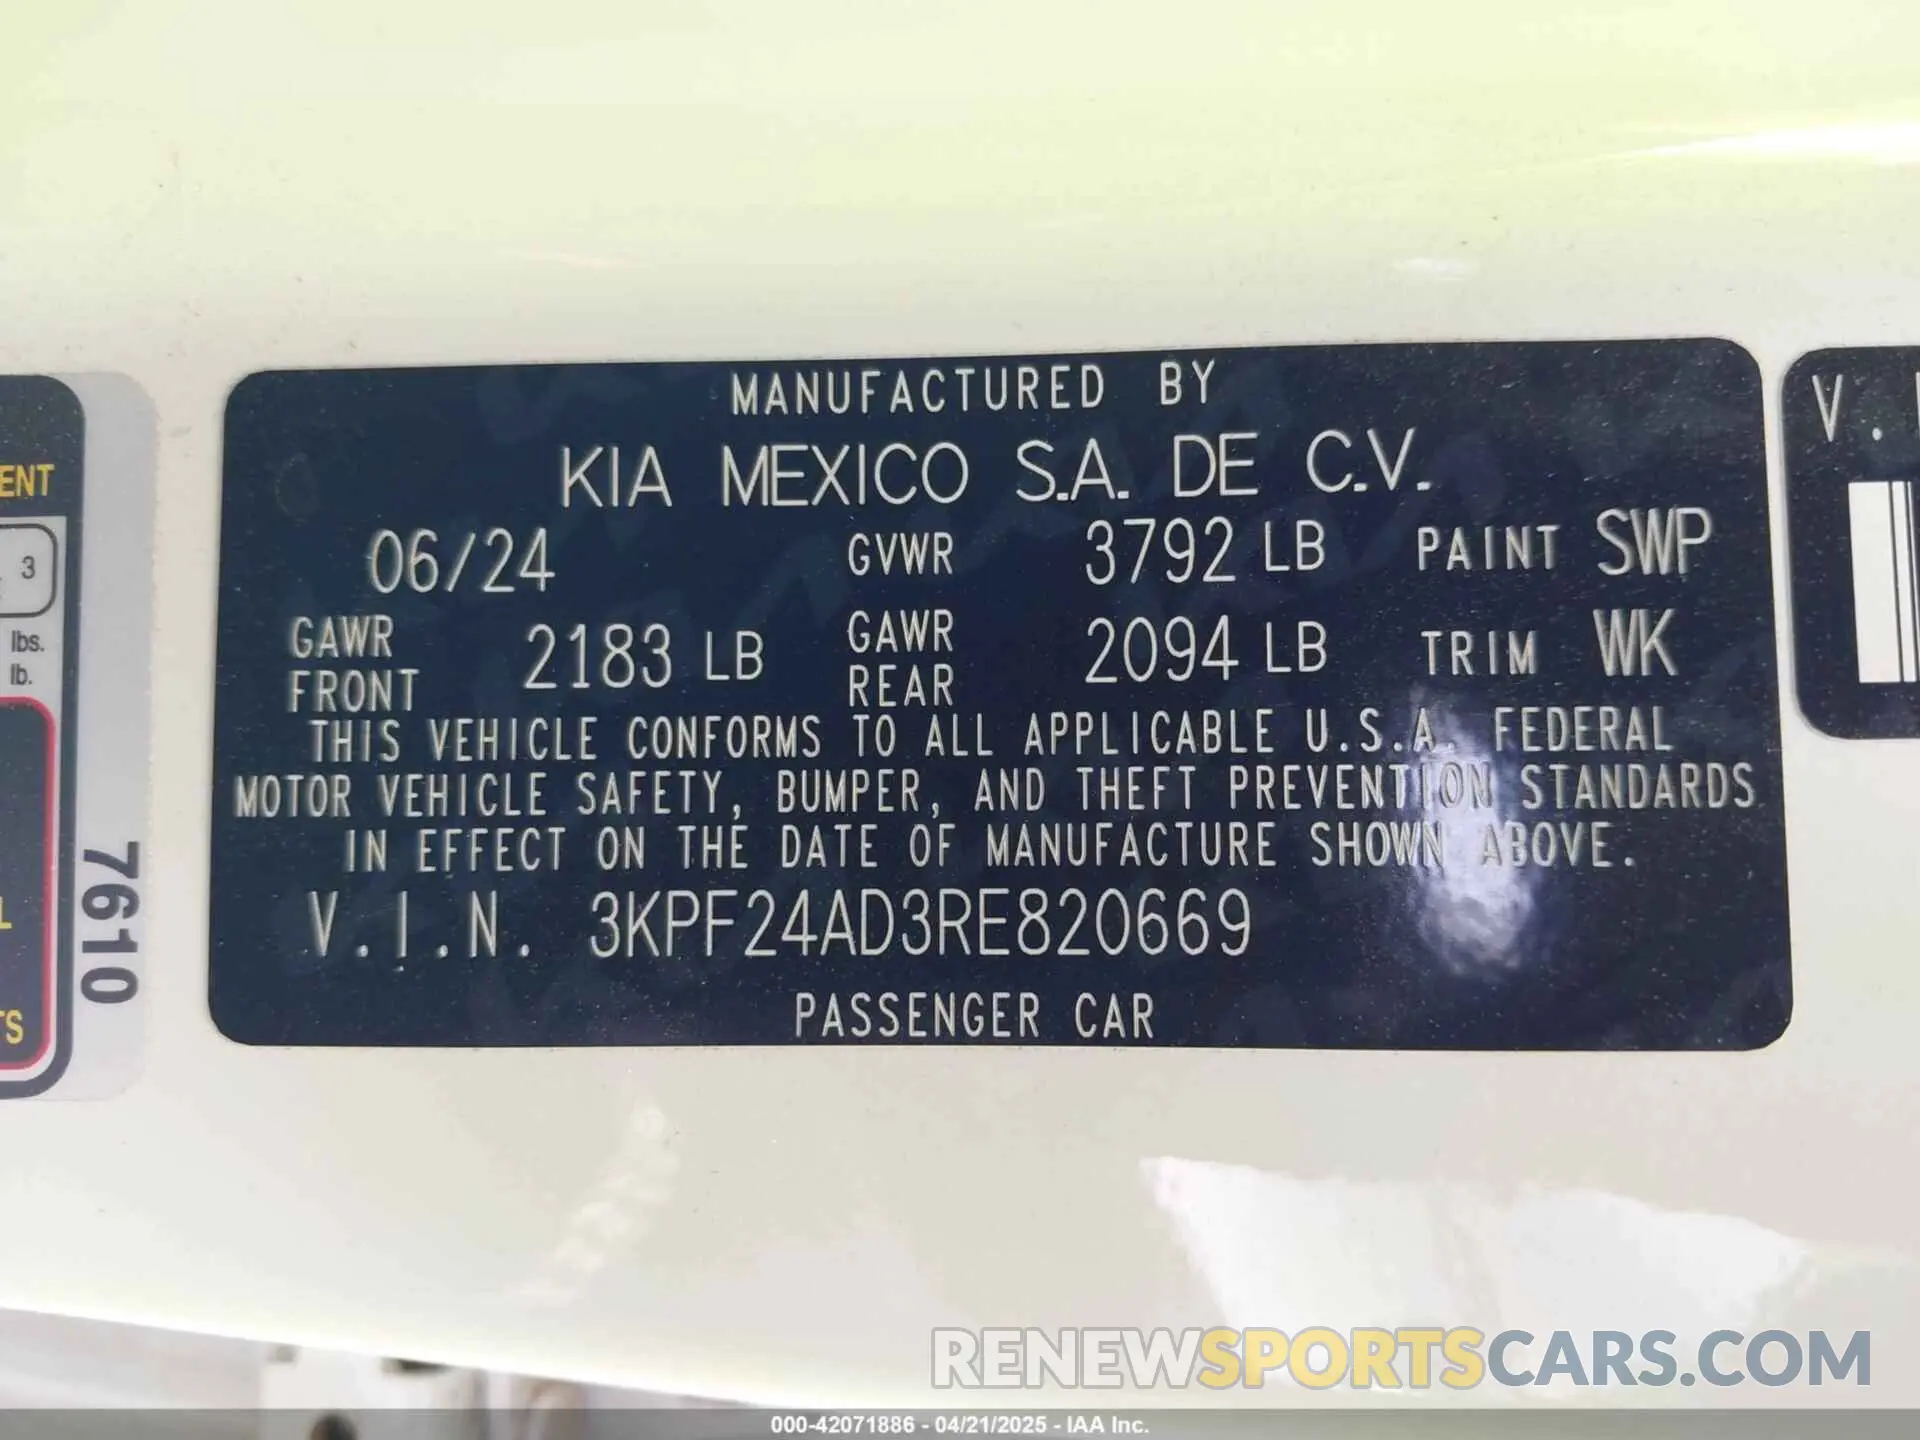 MANUFACTURED BY
KIA MEXICO S.A. DE C.V.
06/24 GVWR 3792 LB PAINT SWP
GAWR FRONT 2183 LB GAWR REAR 2094 LB TRIM WK
THIS VEHICLE CONFORMS TO ALL APPLICABLE U.S.A. FEDERAL
MOTOR VEHICLE SAFETY, BUMPER, AND THEFT PREVENTION STANDARDS
IN EFFECT ON THE DATE OF MANUFACTURE SHOWN ABOVE.
V.I.N. 3KPF24AD3RE820669
PASSENGER CAR
3
lbs.
lb.
7610
V.
RENEWSPORTSCARS.COM
000-42071886 - 04/21/2025 - IAA Inc.